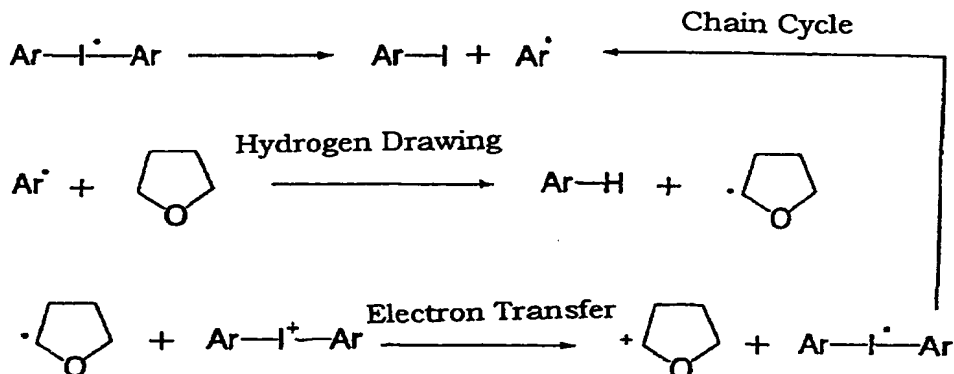 Chain Cycle
Ar—I•—Ar → Ar—I + Ar•
Hydrogen Drawing
Ar• + O → Ar—H + • O
Electron Transfer
• O + Ar—I⁺—Ar → + O + Ar—I•—Ar